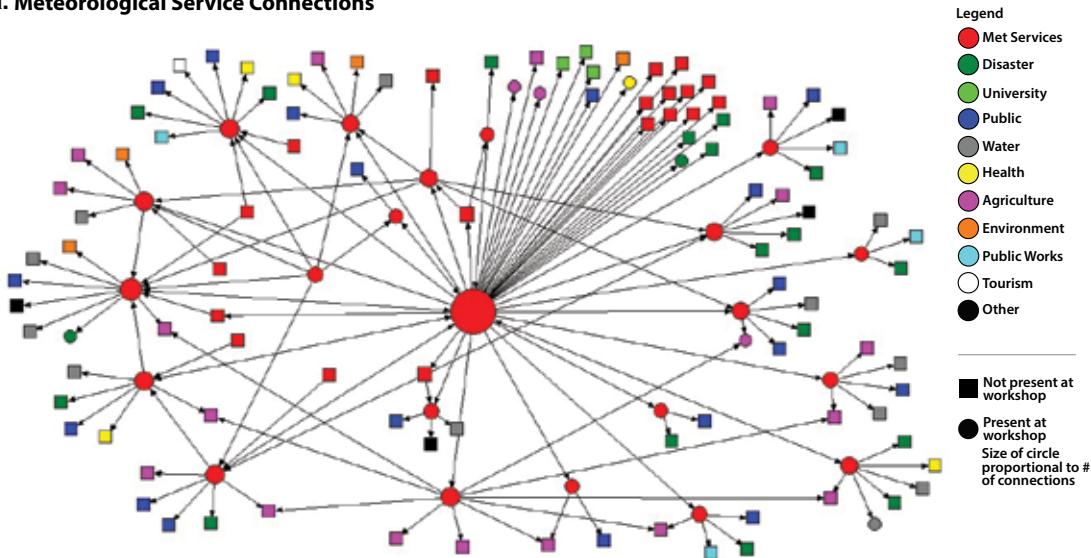 . Meteorological Service Connections
Legend
Met Services
Disaster
University
Public
Water
Health
Agriculture
Environment
Public Works
Tourism
Other
Not present at
workshop
Present at
workshop
Size of circle
proportional to #
of connections